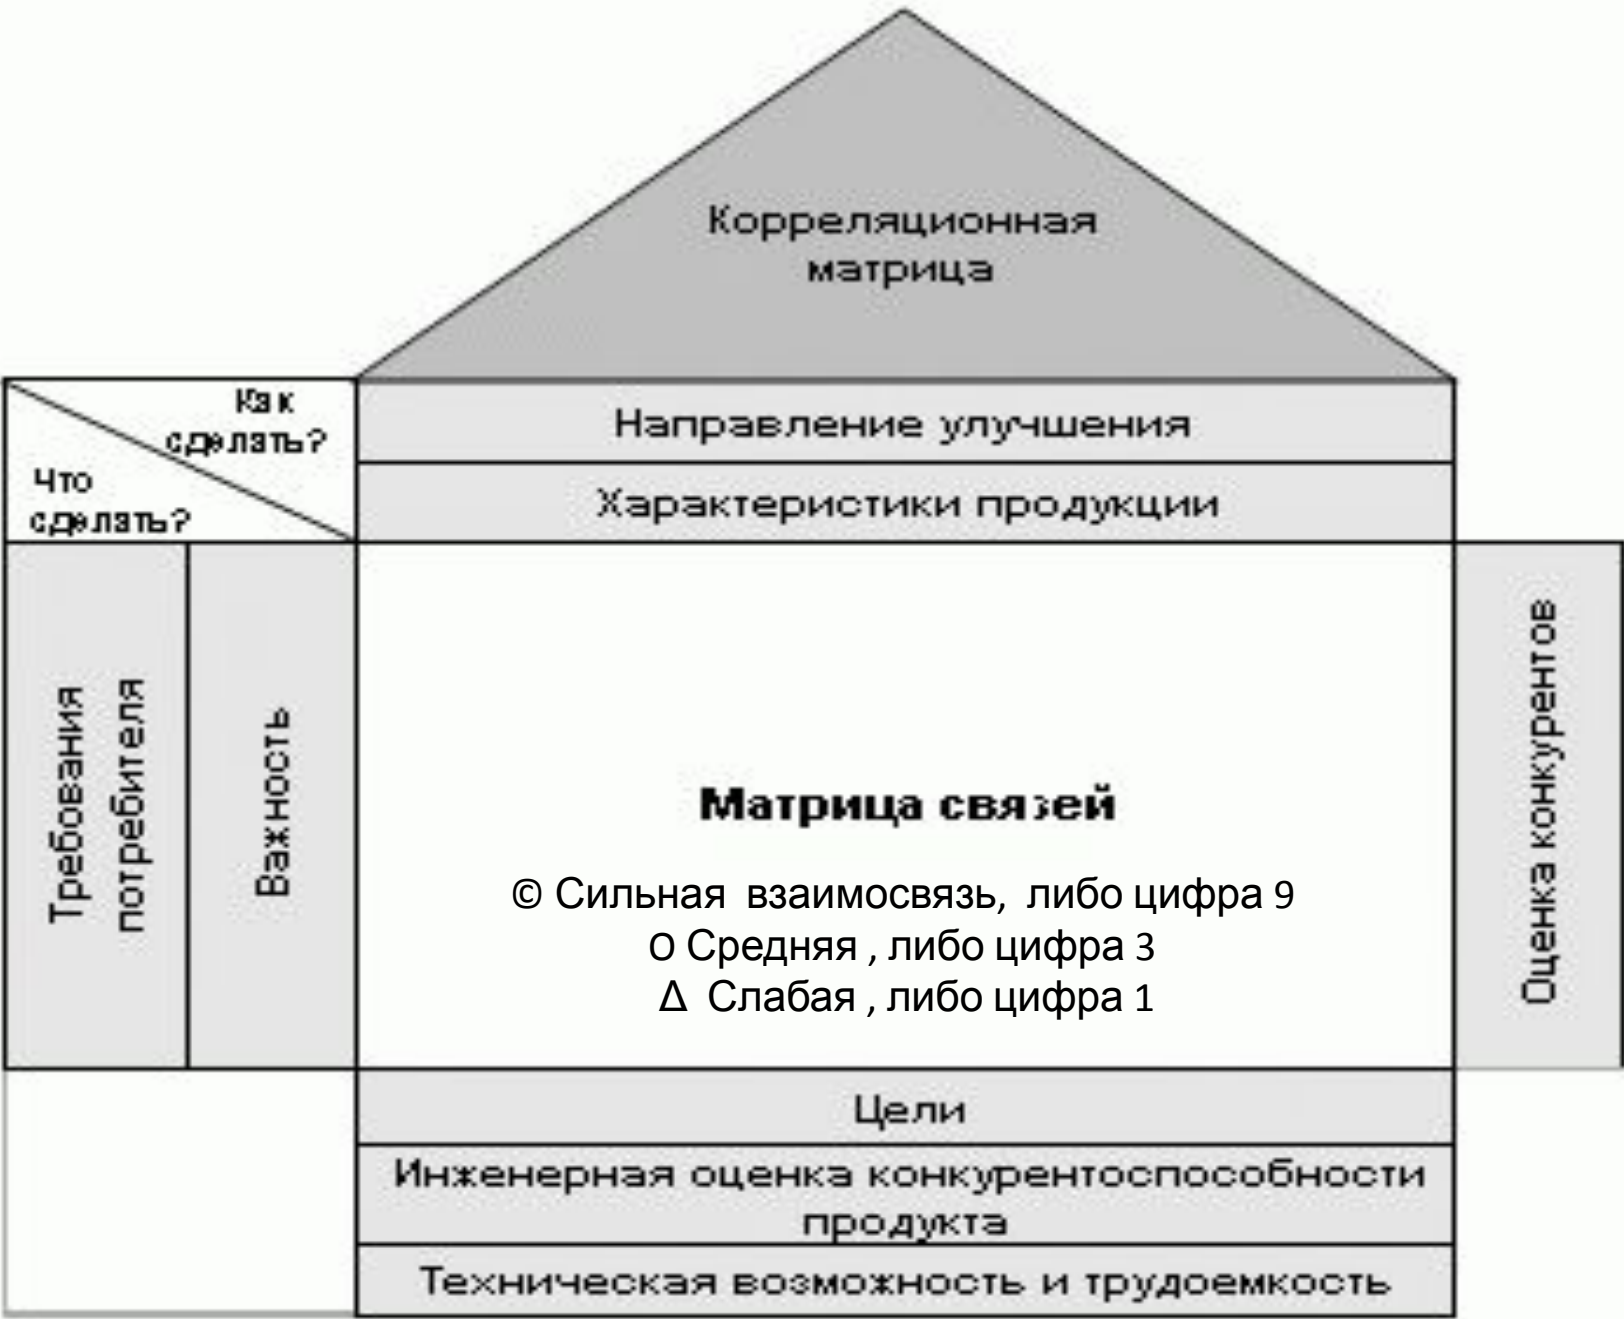 Корреляционная
матрица
Как
сделать?
Что
сделать?
Направление улучшения
Характеристики продукции
Требования
потребителя
Важность
Матрица связей
© Сильная взаимосвязь, либо цифра 9
О Средняя , либо цифра 3
Δ Слабая , либо цифра 1
Оценка конкурентов
Цели
Инженерная оценка конкурентоспособности
продукта
Техническая возможность и трудоемкость